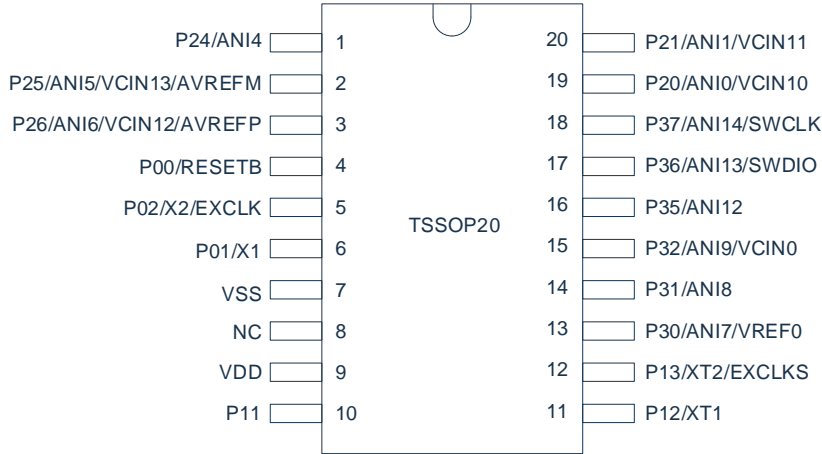 P24/ANI4 1 20 P21/ANI1/VCIN11
P25/ANI5/VCIN13/AVREFM 2 19 P20/ANI0/VCIN10
P26/ANI6/VCIN12/AVREFP 3 18 P37/ANI14/SWCLK
P00/RESETB 4 17 P36/ANI13/SWDIO
P02/X2/EXCLK 5 16 P35/ANI12
TSSOP20
P01/X1 6 15 P32/ANI9/VCIN0
VSS 7 14 P31/ANI8
NC 8 13 P30/ANI7/VREF0
VDD 9 12 P13/XT2/EXCLKS
P11 10 11 P12/XT1